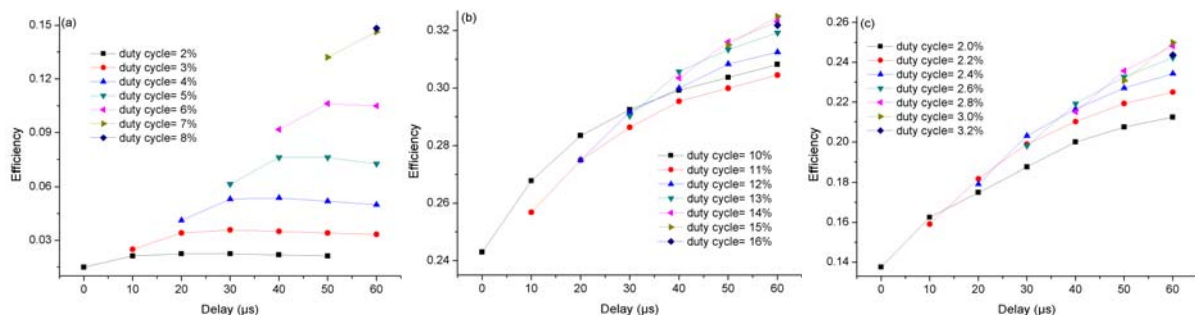 (a)
0.15
0.12
0.09
0.06
0.03
Efficiency
duty cycle= 2%
duty cycle= 3%
duty cycle= 4%
duty cycle= 5%
duty cycle= 6%
duty cycle= 7%
duty cycle= 8%
0 10 20 30 40 50 60
Delay (μs)
(b)
0.32
0.30
0.28
0.26
0.24
Efficiency
duty cycle= 10%
duty cycle= 11%
duty cycle= 12%
duty cycle= 13%
duty cycle= 14%
duty cycle= 15%
duty cycle= 16%
0 10 20 30 40 50 60
Delay (μs)
(c)
0.26
0.24
0.22
0.20
0.18
0.16
0.14
Efficiency
duty cycle= 2.0%
duty cycle= 2.2%
duty cycle= 2.4%
duty cycle= 2.6%
duty cycle= 2.8%
duty cycle= 3.0%
duty cycle= 3.2%
0 10 20 30 40 50 60
Delay (μs)